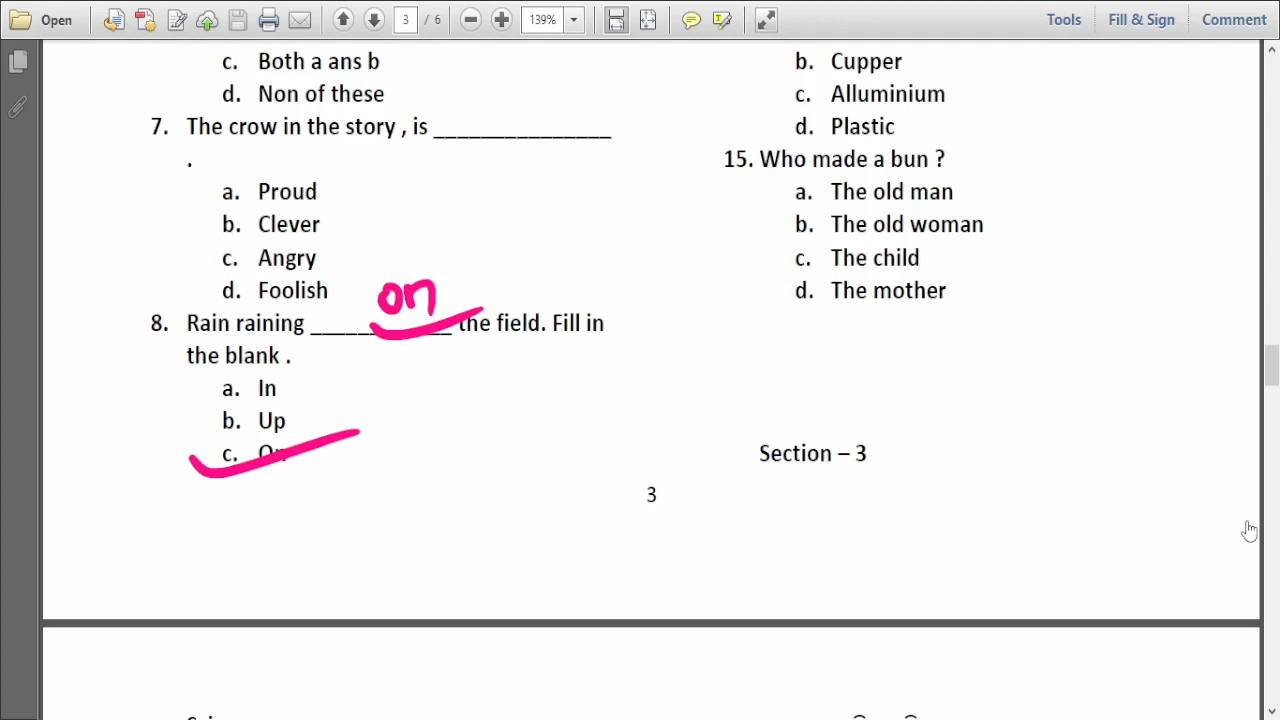 Open
3 / 6
139%
Tools
Fill & Sign
Comment
c. Both a ans b
d. Non of these
7. The crow in the story , is _______________
.
a. Proud
b. Clever
c. Angry
d. Foolish
on
8. Rain raining ____________ the field. Fill in
the blank .
a. In
b. Up
c. On
b. Cupper
c. Alluminium
d. Plastic
15. Who made a bun ?
a. The old man
b. The old woman
c. The child
d. The mother
Section – 3
3